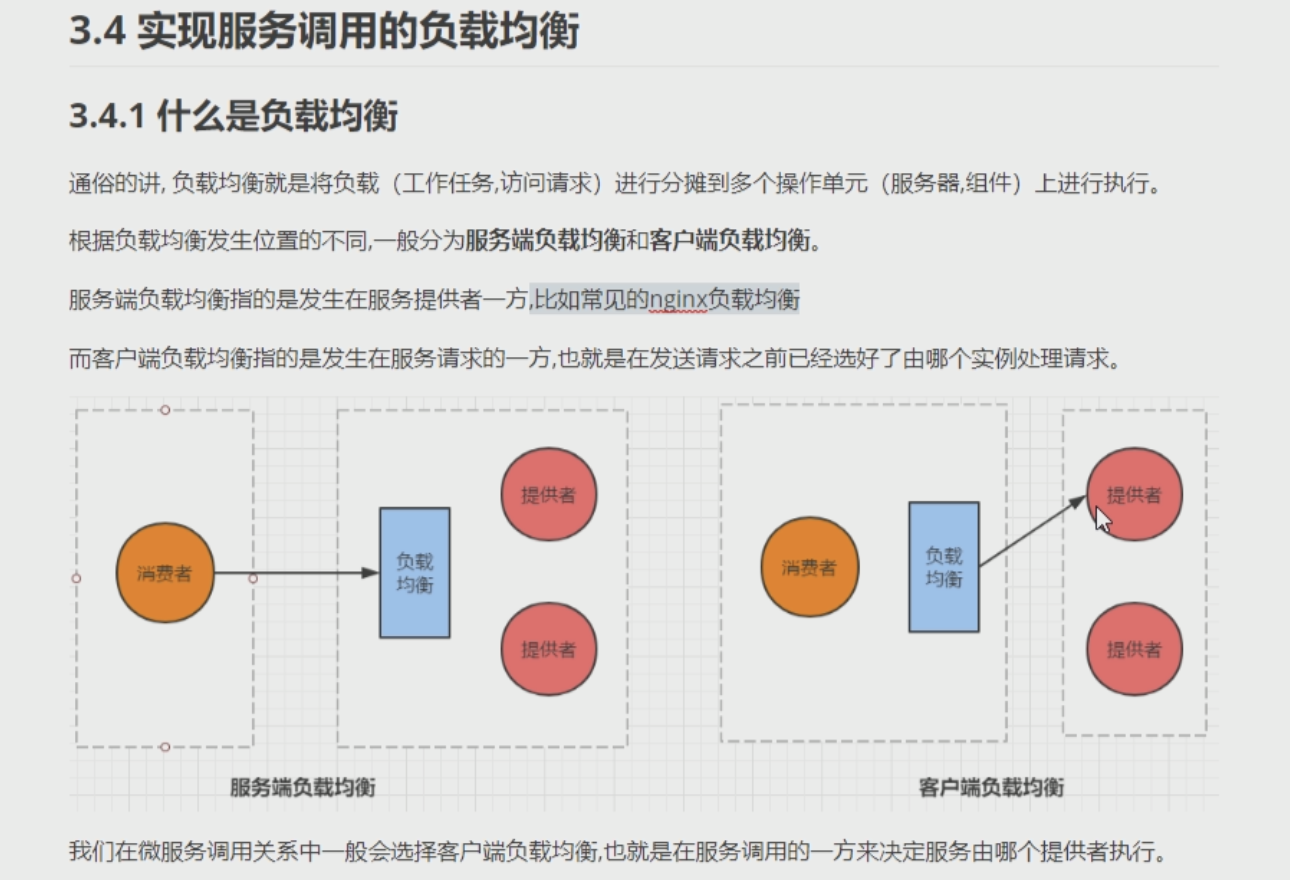 3.4 实现服务调用的负载均衡
3.4.1 什么是负载均衡
通俗的讲, 负载均衡就是将负载（工作任务,访问请求）进行分摊到多个操作单元（服务器,组件）上进行执行。
根据负载均衡发生位置的不同,一般分为服务端负载均衡和客户端负载均衡。
服务端负载均衡指的是发生在服务提供者一方,比如常见的nginx负载均衡
而客户端负载均衡指的是发生在服务请求的一方,也就是在发送请求之前已经选好了由哪个实例处理请求。
消费者
负载
均衡
提供者
提供者
服务端负载均衡
消费者
负载
均衡
提供者
提供者
客户端负载均衡
我们在微服务调用关系中一般会选择客户端负载均衡,也就是在服务调用的一方来决定服务由哪个提供者执行。